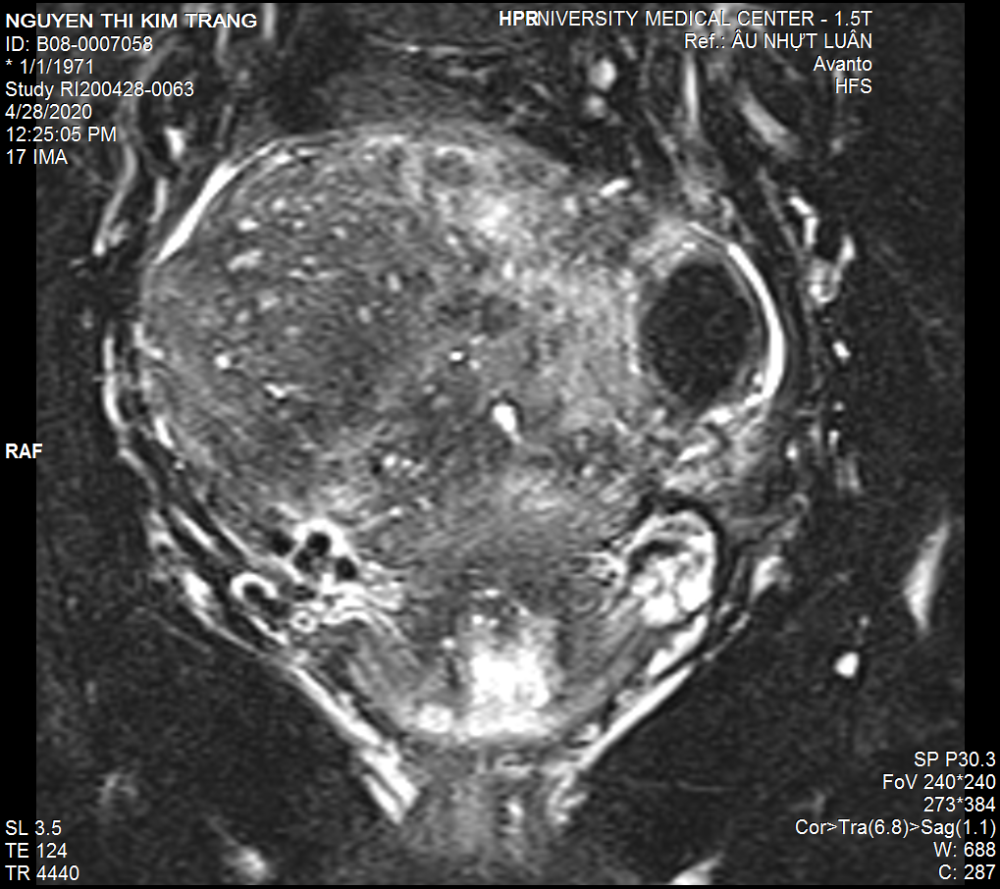 NGUYEN THI KIM TRANG
ID: B08-0007058
* 1/1/1971
Study RI200428-0063
4/28/2020
12:25:05 PM
17 IMA
HPR
NIVERSITY MEDICAL CENTER - 1.5T
Ref.: ÂU NHỰT LUÂN
Avanto
HFS
RAF
SL 3.5
TE 124
TR 4440
SP P30.3
FoV 240*240
273*384
Cor>Tra(6.8)>Sag(1.1)
W: 688
C: 287